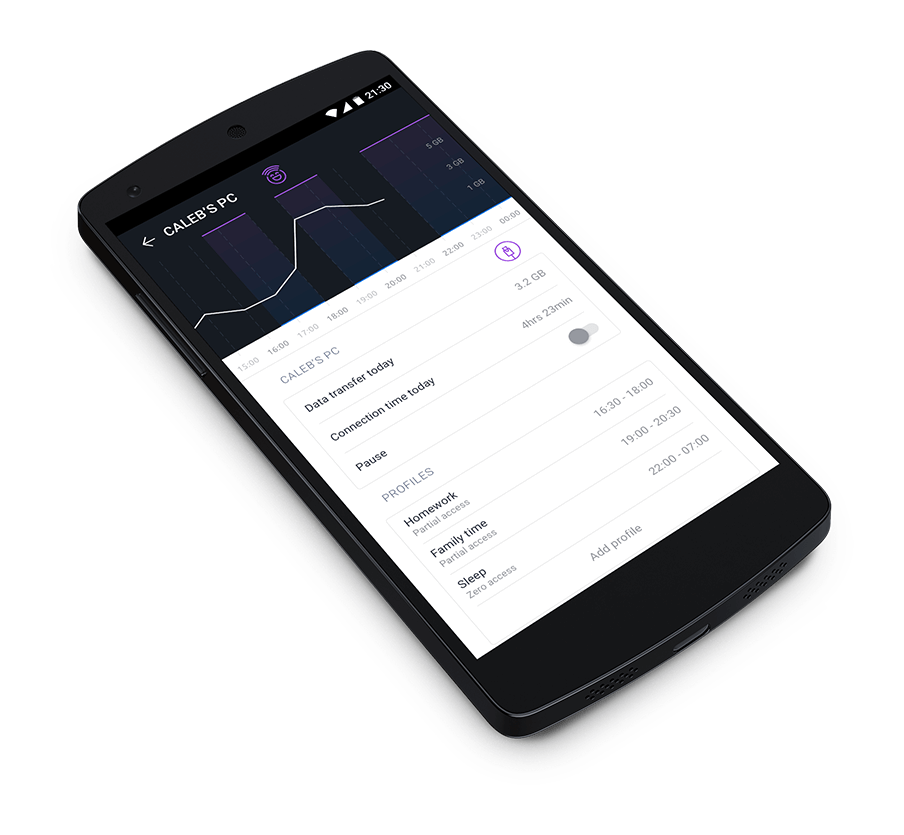 21:30
CALEB'S PC
5 GB
3 GB
1 GB
15:00 16:00 17:00 18:00 19:00 20:00 21:00 22:00 23:00 00:00
CALEB'S PC
Data transfer today 3.2 GB
Connection time today 4hrs 23min
Pause
PROFILES
Homework 16:30 - 18:00
Partial access
Family time 19:00 - 20:30
Partial access
Sleep 22:00 - 07:00
Zero access
Add profile